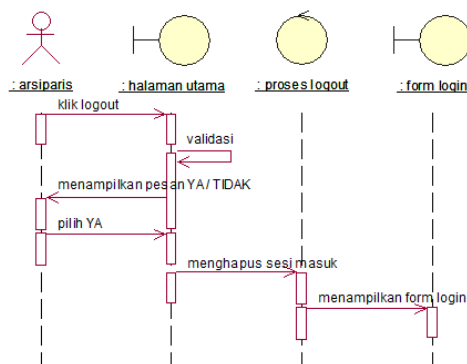 : arsiparis
: halaman utama
: proses logout
: form login
klik logout
validasi
menampilkan pesan YA / TIDAK
pilih YA
menghapus sesi masuk
menampilkan form login